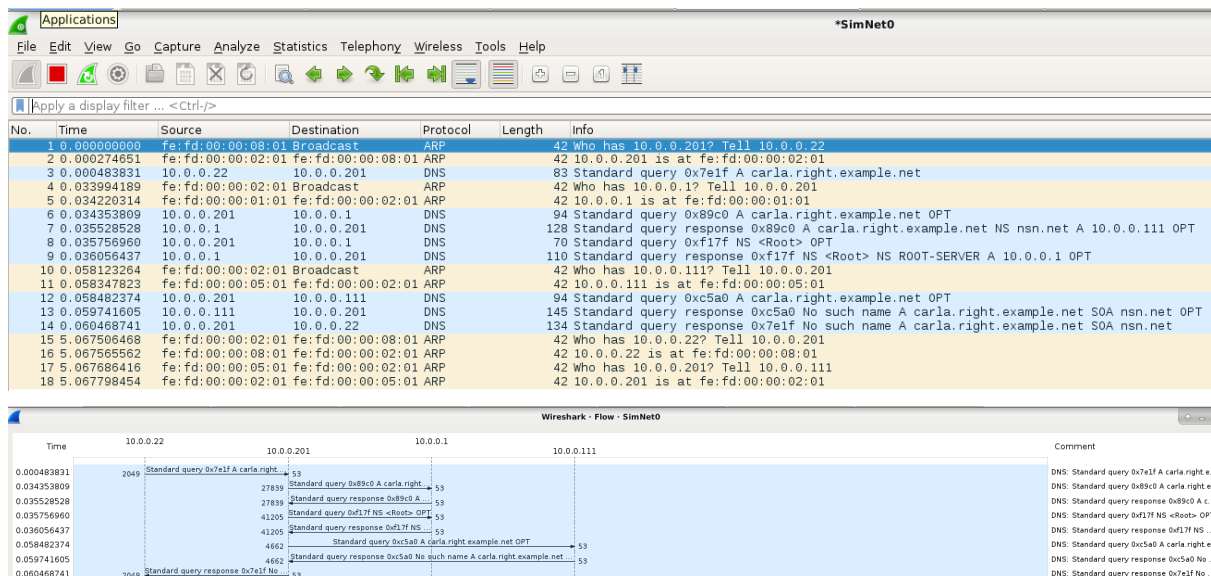 Applications
*SimNet0
File Edit View Go Capture Analyze Statistics Telephony Wireless Tools Help
Apply a display filter ... <Ctrl-/>
No. Time Source Destination Protocol Length Info
1 0.000000000 fe:fd:00:00:08:01 Broadcast ARP 42 Who has 10.0.0.201? Tell 10.0.0.22
2 0.000274651 fe:fd:00:00:02:01 fe:fd:00:00:08:01 ARP 42 10.0.0.201 is at fe:fd:00:00:02:01
3 0.000483831 10.0.0.22 10.0.0.201 DNS 83 Standard query 0x7e1f A carla.right.example.net
4 0.033994189 fe:fd:00:00:02:01 Broadcast ARP 42 Who has 10.0.0.1? Tell 10.0.0.201
5 0.034220314 fe:fd:00:00:01:01 fe:fd:00:00:02:01 ARP 42 10.0.0.1 is at fe:fd:00:00:01:01
6 0.034353809 10.0.0.201 10.0.0.1 DNS 94 Standard query 0x89c0 A carla.right.example.net OPT
7 0.035528528 10.0.0.1 10.0.0.201 DNS 128 Standard query response 0x89c0 A carla.right.example.net NS nsn.net A 10.0.0.111 OPT
8 0.035756960 10.0.0.201 10.0.0.1 DNS 70 Standard query 0xf17f NS <Root> OPT
9 0.036056437 10.0.0.1 10.0.0.201 DNS 110 Standard query response 0xf17f NS <Root> NS ROOT-SERVER A 10.0.0.1 OPT
10 0.058123264 fe:fd:00:00:02:01 Broadcast ARP 42 Who has 10.0.0.111? Tell 10.0.0.201
11 0.058347823 fe:fd:00:00:05:01 fe:fd:00:00:02:01 ARP 42 10.0.0.111 is at fe:fd:00:00:05:01
12 0.058482374 10.0.0.201 10.0.0.111 DNS 94 Standard query 0xc5a0 A carla.right.example.net OPT
13 0.059741605 10.0.0.111 10.0.0.201 DNS 145 Standard query response 0xc5a0 No such name A carla.right.example.net SOA nsn.net OPT
14 0.060468741 10.0.0.201 10.0.0.22 DNS 134 Standard query response 0x7e1f No such name A carla.right.example.net SOA nsn.net
15 5.067506468 fe:fd:00:00:02:01 fe:fd:00:00:08:01 ARP 42 Who has 10.0.0.22? Tell 10.0.0.201
16 5.067565562 fe:fd:00:00:08:01 fe:fd:00:00:02:01 ARP 42 10.0.0.22 is at fe:fd:00:00:08:01
17 5.067686416 fe:fd:00:00:05:01 fe:fd:00:00:02:01 ARP 42 Who has 10.0.0.201? Tell 10.0.0.111
18 5.067798454 fe:fd:00:00:02:01 fe:fd:00:00:05:01 ARP 42 10.0.0.201 is at fe:fd:00:00:02:01
Wireshark · Flow · SimNet0
Time 10.0.0.22 10.0.0.201 10.0.0.1 10.0.0.111 Comment
0.000483831 2049 Standard query 0x7e1f A carla.right... 53 DNS: Standard query 0x7e1f A carla.right.e...
0.034353809 27839 Standard query 0x89c0 A carla.right... 53 DNS: Standard query 0x89c0 A carla.right.e
0.035528528 27839 Standard query response 0x89c0 A ... 53 DNS: Standard query response 0x89c0 A c...
0.035756960 41205 Standard query 0xf17f NS <Root> OPT 53 DNS: Standard query 0xf17f NS <Root> OP
0.036056437 41205 Standard query response 0xf17f NS ... 53 DNS: Standard query response 0xf17f NS ...
0.058482374 4662 Standard query 0xc5a0 A carla.right.example.net OPT 53 DNS: Standard query 0xc5a0 A carla.right.e
0.059741605 4662 Standard query response 0xc5a0 No such name A carla.right.example.net ... 53 DNS: Standard query response 0xc5a0 No ...
0.060468741 2049 Standard query response 0x7e1f No ... 53 DNS: Standard query response 0x7e1f No ...